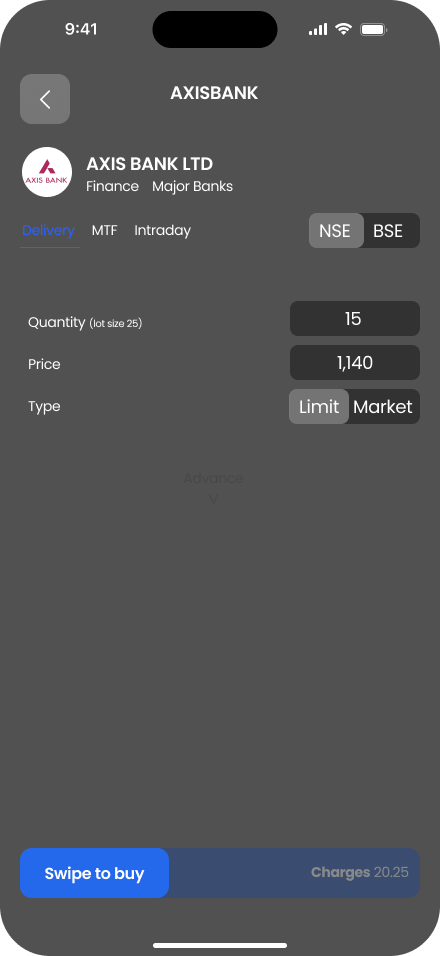 9:41
AXISBANK
AXIS BANK
AXIS BANK LTD
Finance Major Banks
Delivery MTF Intraday NSE BSE
Quantity (lot size 25) 15
Price 1,140
Type Limit Market
Advance
V
Swipe to buy Charges 20.25